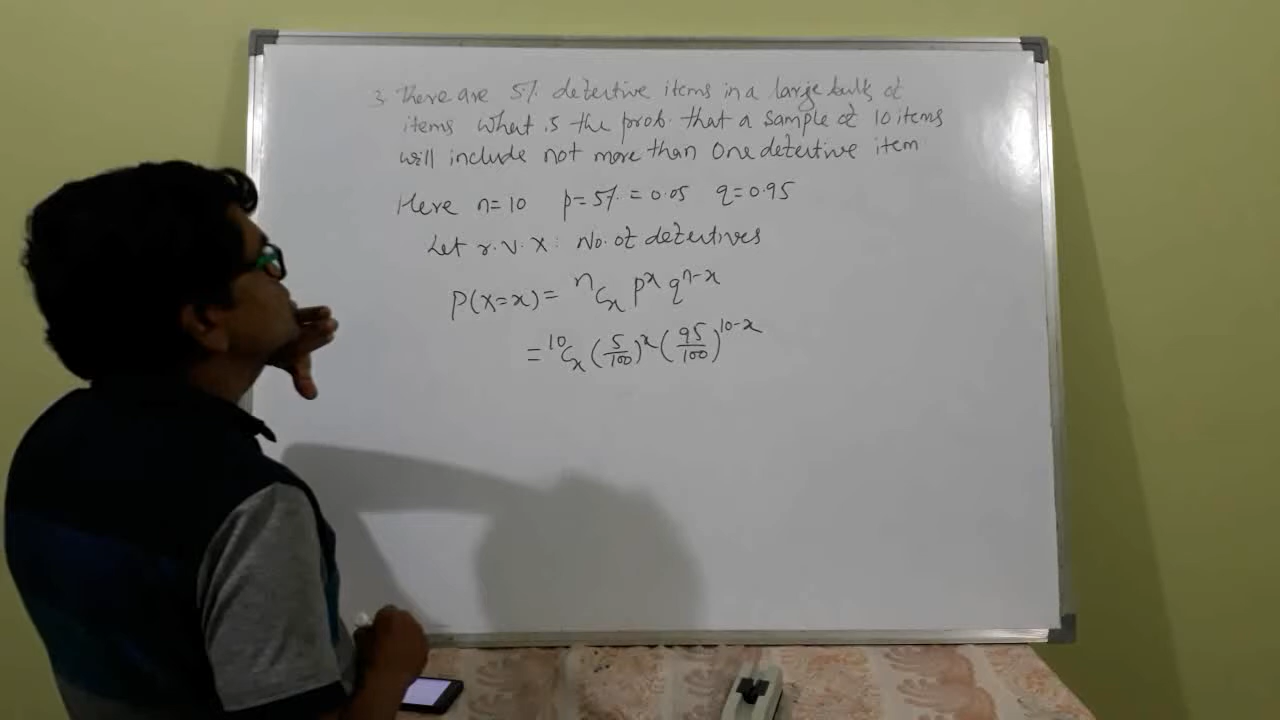 3. There are 5% defective items in a large bulk of
items What is the prob. that a sample of 10 items
will include not more than one defective item
Here n=10 p=5%=0.05 q=0.95
Let r.v. X: No. of defectives
P(X=x)= ⁿCₓ pˣ qⁿ⁻ˣ
= ¹⁰Cₓ (5/100)ˣ (95/100)¹⁰⁻ˣ